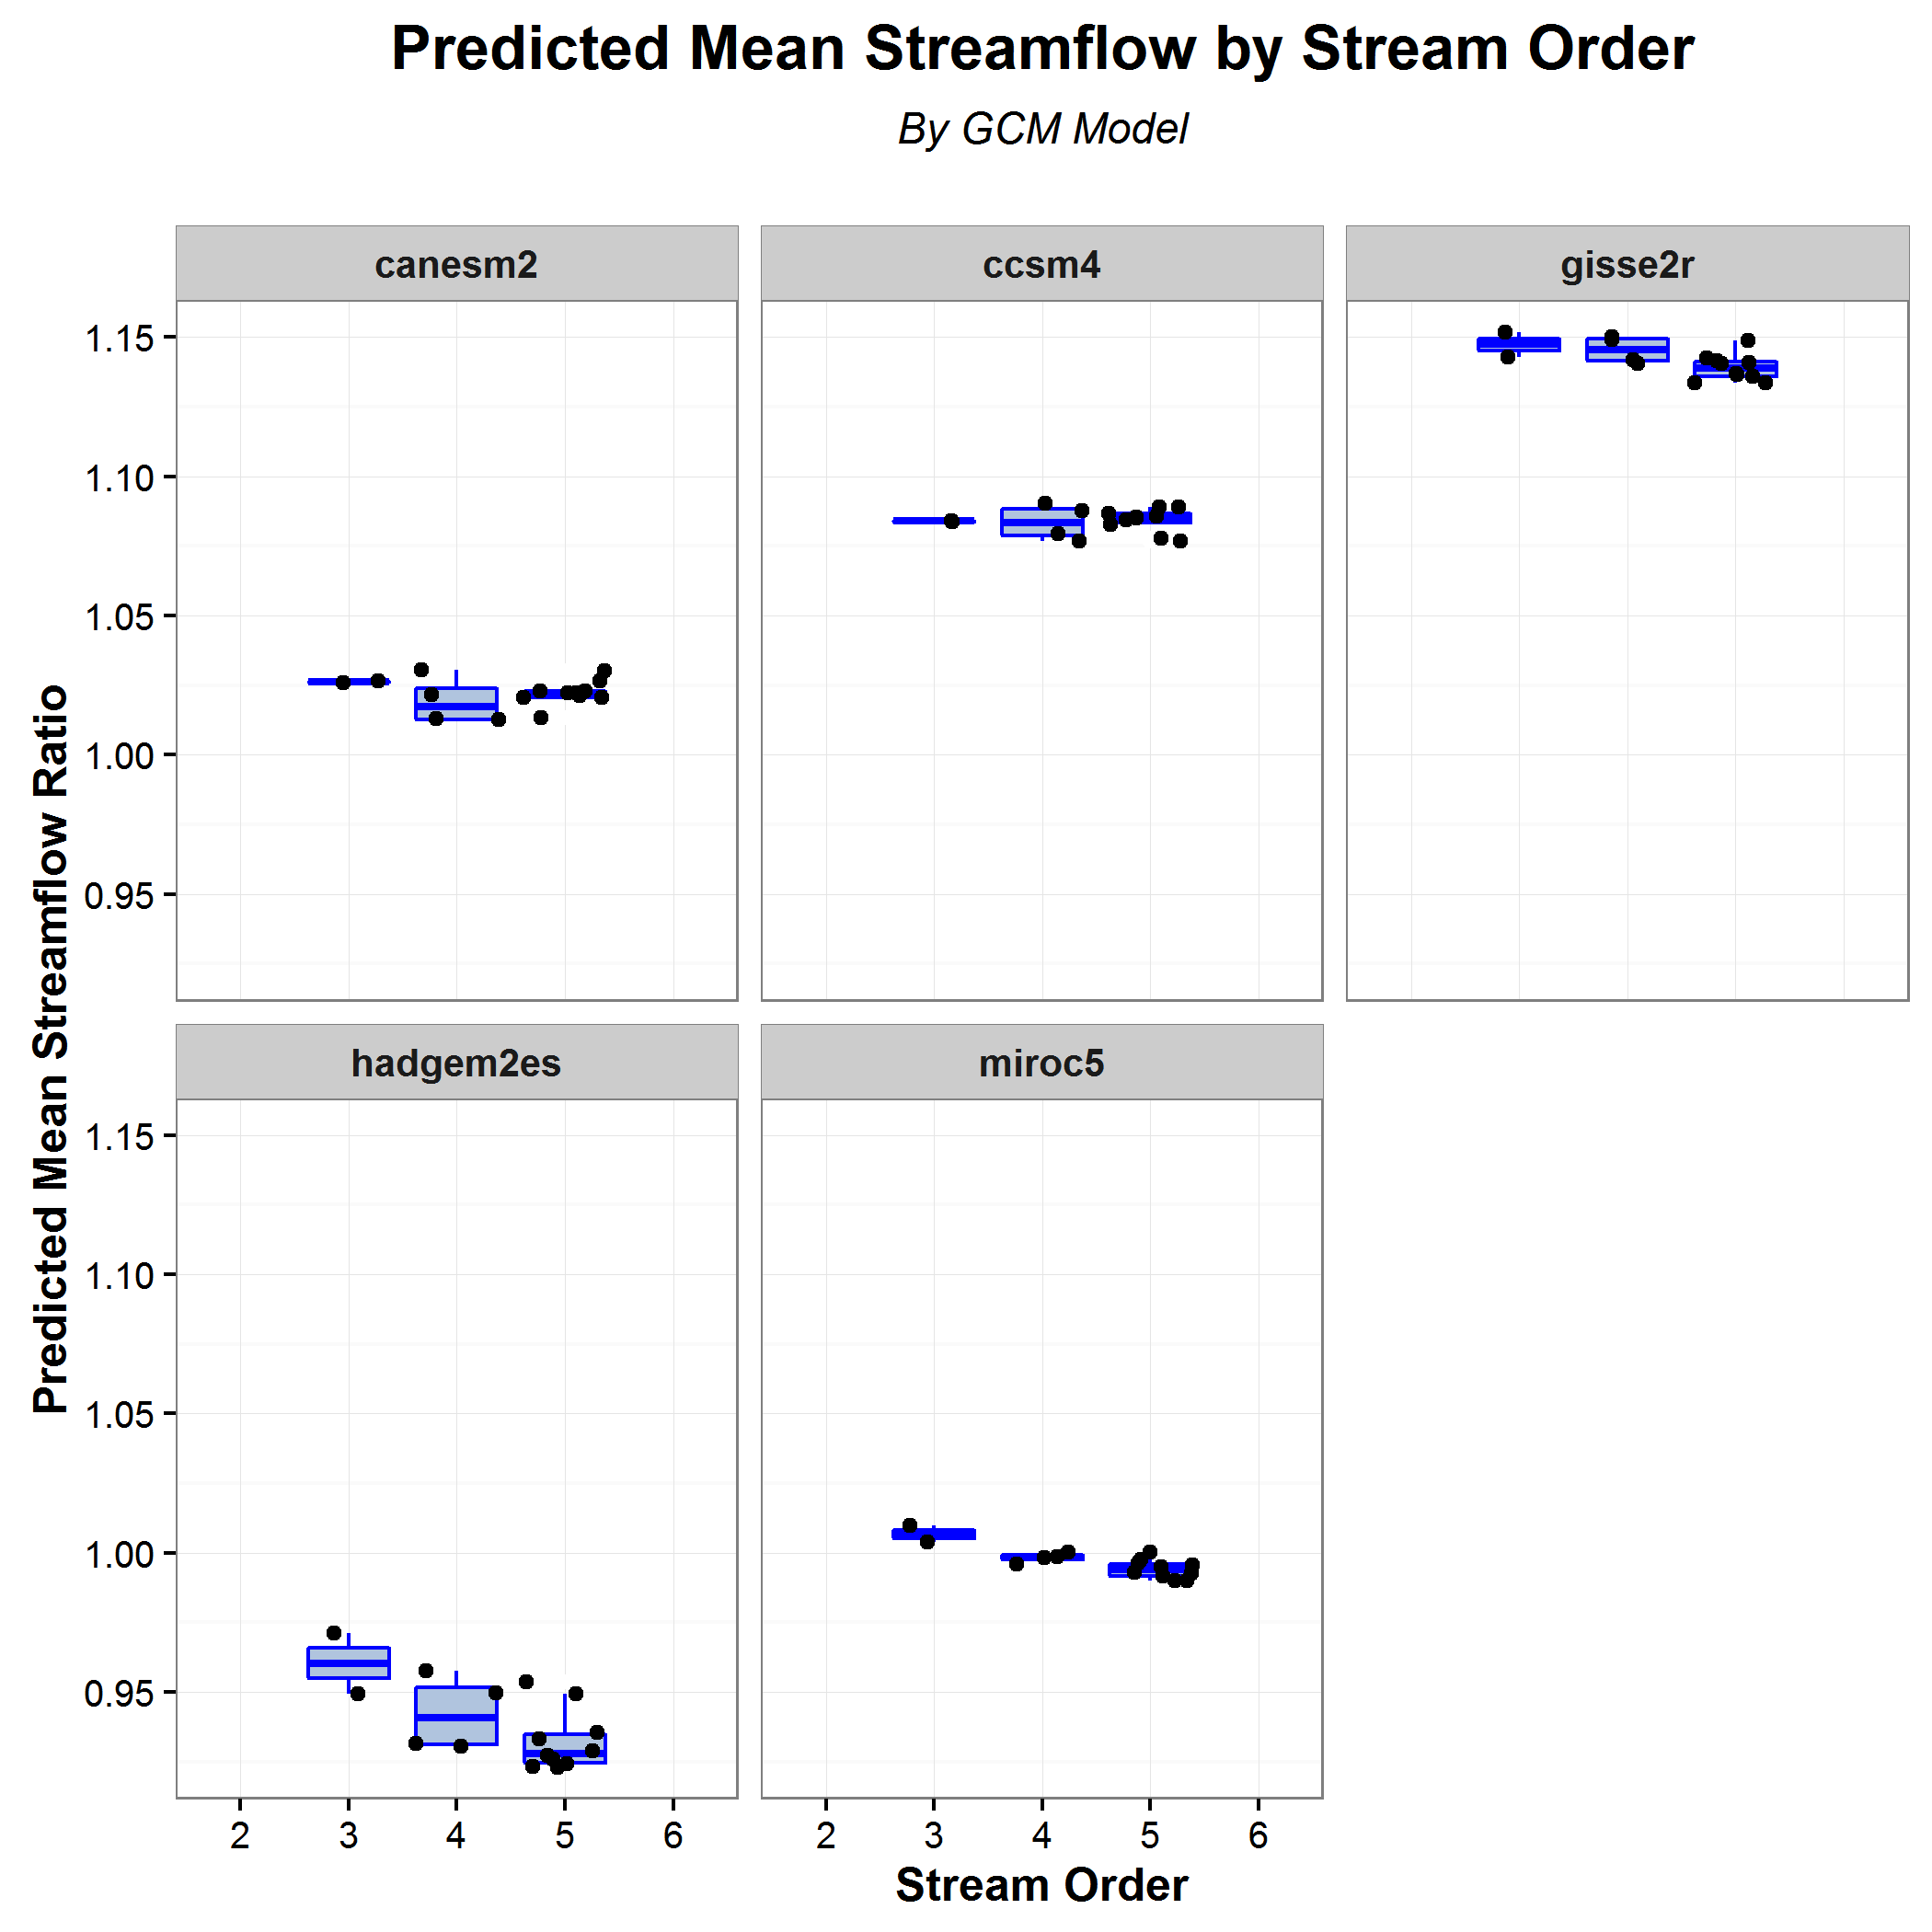 Predicted Mean Streamflow by Stream Order
By GCM Model
canesm2
ccsm4
gisse2r
1.15
1.10
1.05
1.00
0.95
Predicted Mean Streamflow Ratio
hadgem2es
miroc5
1.15
1.10
1.05
1.00
0.95
2 3 4 5 6
2 3 4 5 6
Stream Order